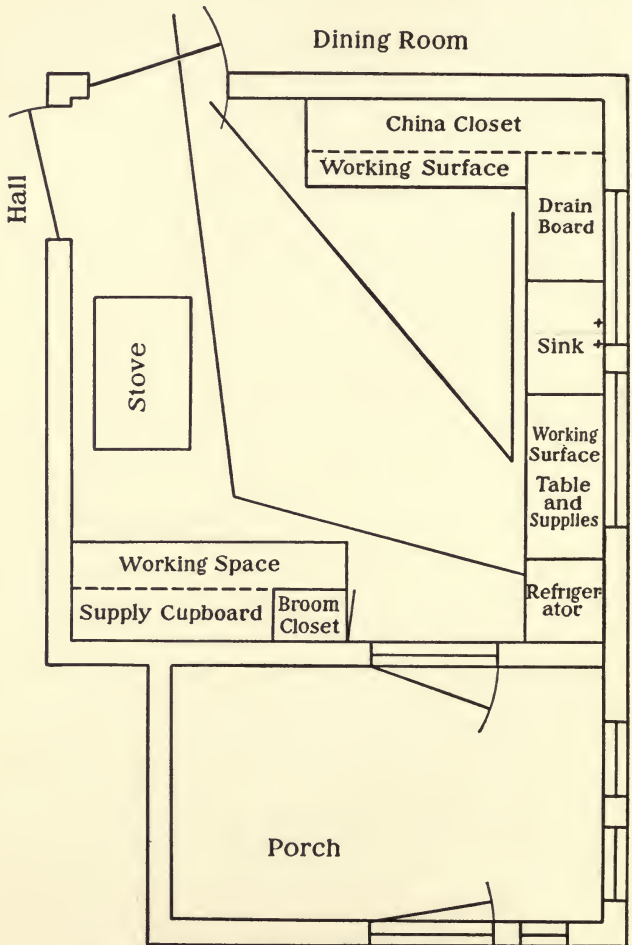 Dining Room
China Closet
Working Surface
Hall
Drain
Board
Sink
Stove
Working
Surface
Table
and
Supplies
Working Space
Supply Cupboard
Broom
Closet
Refriger
ator
Porch